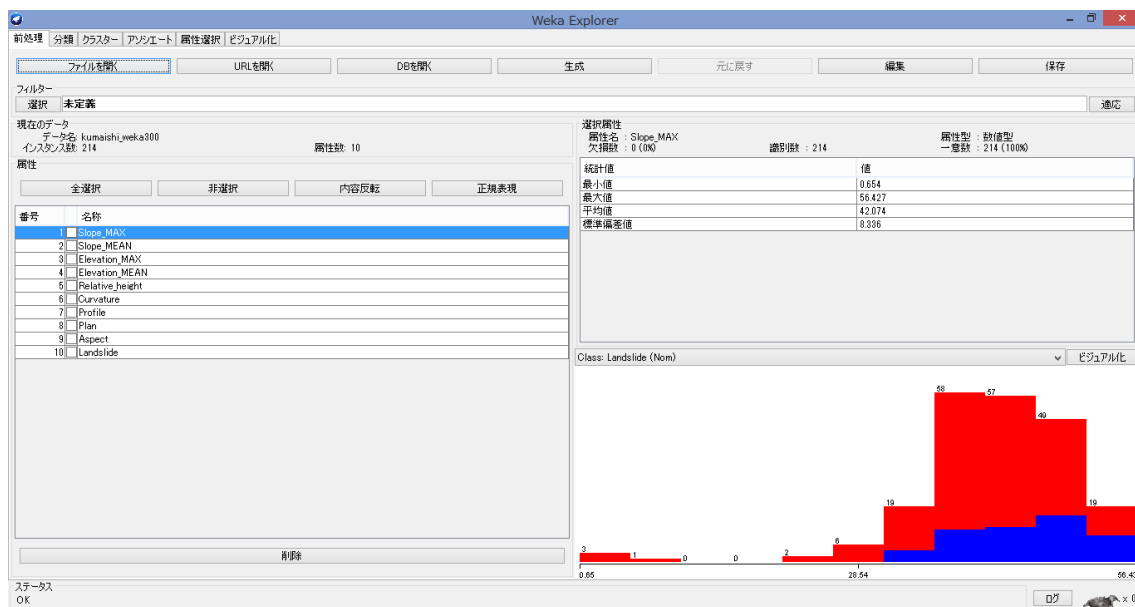 Weka Explorer
前処理 分類 クラスター アソシエート 属性選択 ビジュアル化
ファイルを開く URLを開く DBを開く 生成 元に戻す 編集 保存
フィルター
選択 未定義 適応
現在のデータ
データ名: kumaishi_weka300
インスタンス数: 214 属性数: 10
属性
全選択 非選択 内容反転 正規表現
番号 名称
1 Slope_MAX
2 Slope_MEAN
3 Elevation_MAX
4 Elevation_MEAN
5 Relative_height
6 Curvature
7 Profile
8 Plan
9 Aspect
10 Landslide
削除
選択属性
属性名 : Slope_MAX 属性型 : 数値型
欠損数 : 0 (0%) 識別数 : 214 一意数 : 214 (100%)
統計値 値
最小値 0.654
最大値 56.427
平均値 42.074
標準偏差値 8.336
Class: Landslide (Nom) ビジュアル化
3 1 0 0 2 6 19 58 57 49 19
0.65 28.54 56.43
ステータス
OK
ログ x 0